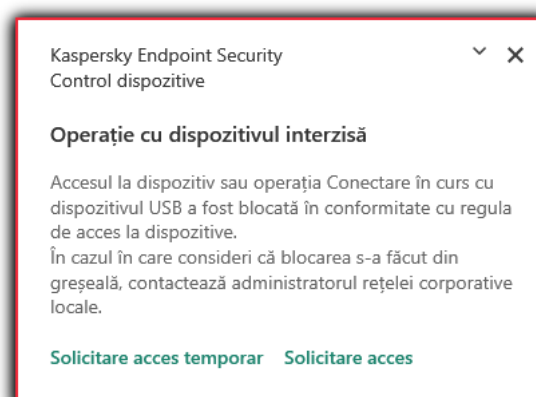 Kaspersky Endpoint Security
Control dispozitive
Operație cu dispozitivul interzisă
Accesul la dispozitiv sau operația Conectare în curs cu
dispozitivul USB a fost blocată în conformitate cu regula
de acces la dispozitive.
În cazul în care consideri că blocarea s-a făcut din
greșeală, contactează administratorul rețelei corporative
locale.
Solicitare acces temporar Solicitare acces